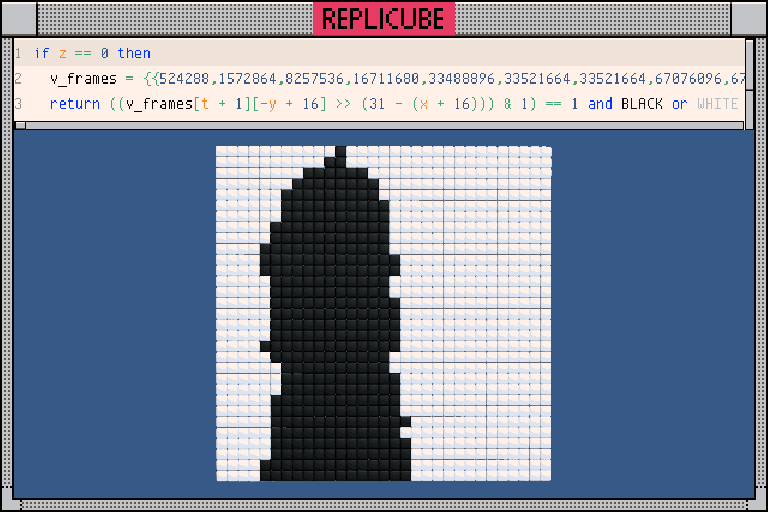 REPLICUBE
1 if z == 0 then
2 v_frames = {{524288,1572864,8257536,16711680,33488896,33521664,33521664,67076096,67
3 return ((v_frames[t + 1][-y + 16] >> (31 - (x + 16))) & 1) == 1 and BLACK or WHITE